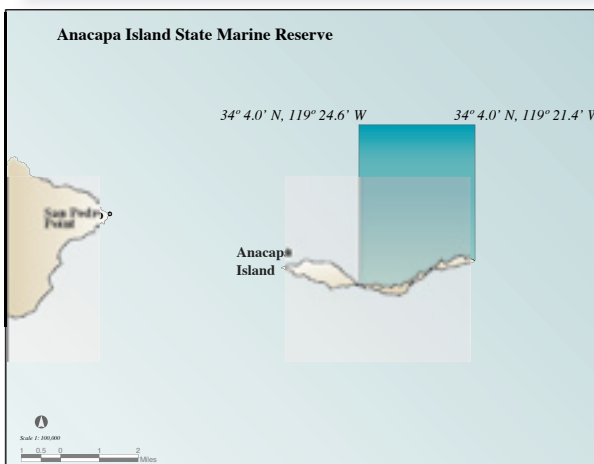 Anacapa Island State Marine Reserve
34º 4.0’ N, 119º 24.6’ W
34º 4.0’ N, 119º 21.4’ W
San Pedro
Point
Anacapa
Island
Scale 1: 100,000
1 0.5 0 1 2
Miles